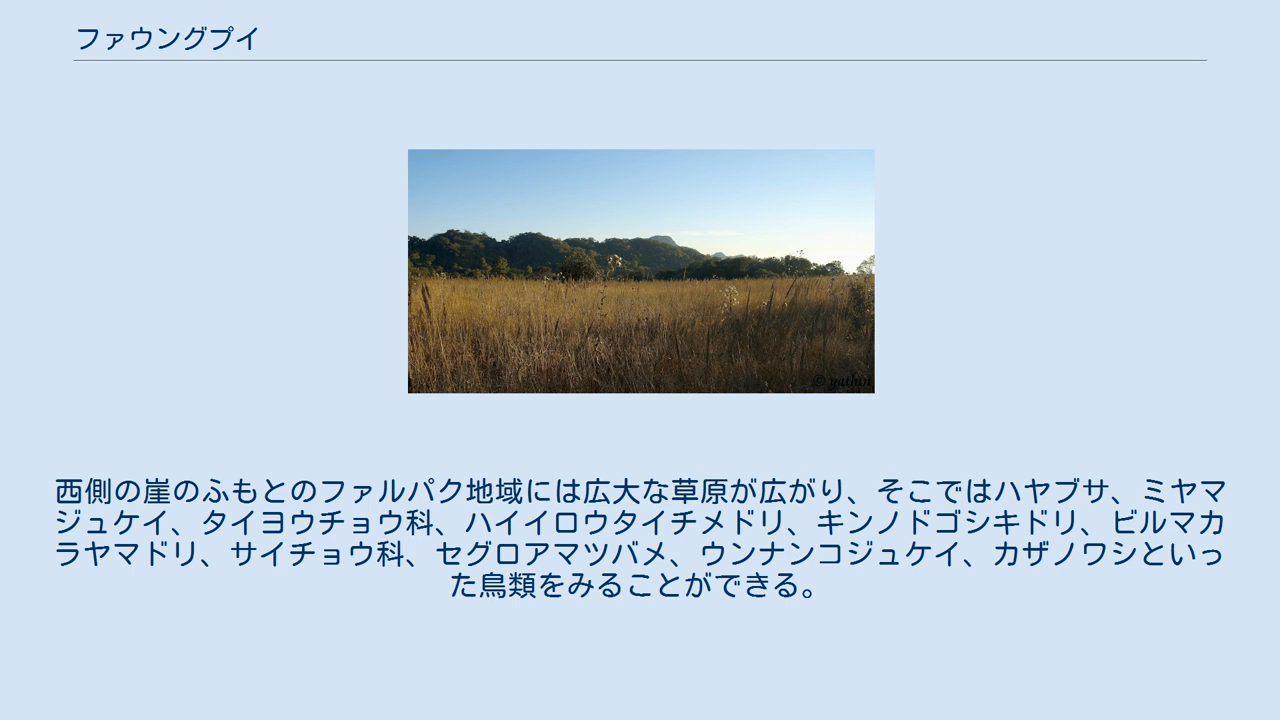 ファウングプイ
© yathin
西側の崖のふもとのファルパク地域には広大な草原が広がり、そこではハヤブサ、ミヤマ
ジュケイ、タイヨウチョウ科、ハイイロウタイチメドリ、キンノドゴシキドリ、ビルマカ
ラヤマドリ、サイチョウ科、セグロアマツバメ、ウンナンコジュケイ、カザノワシといっ
た鳥類をみることができる。